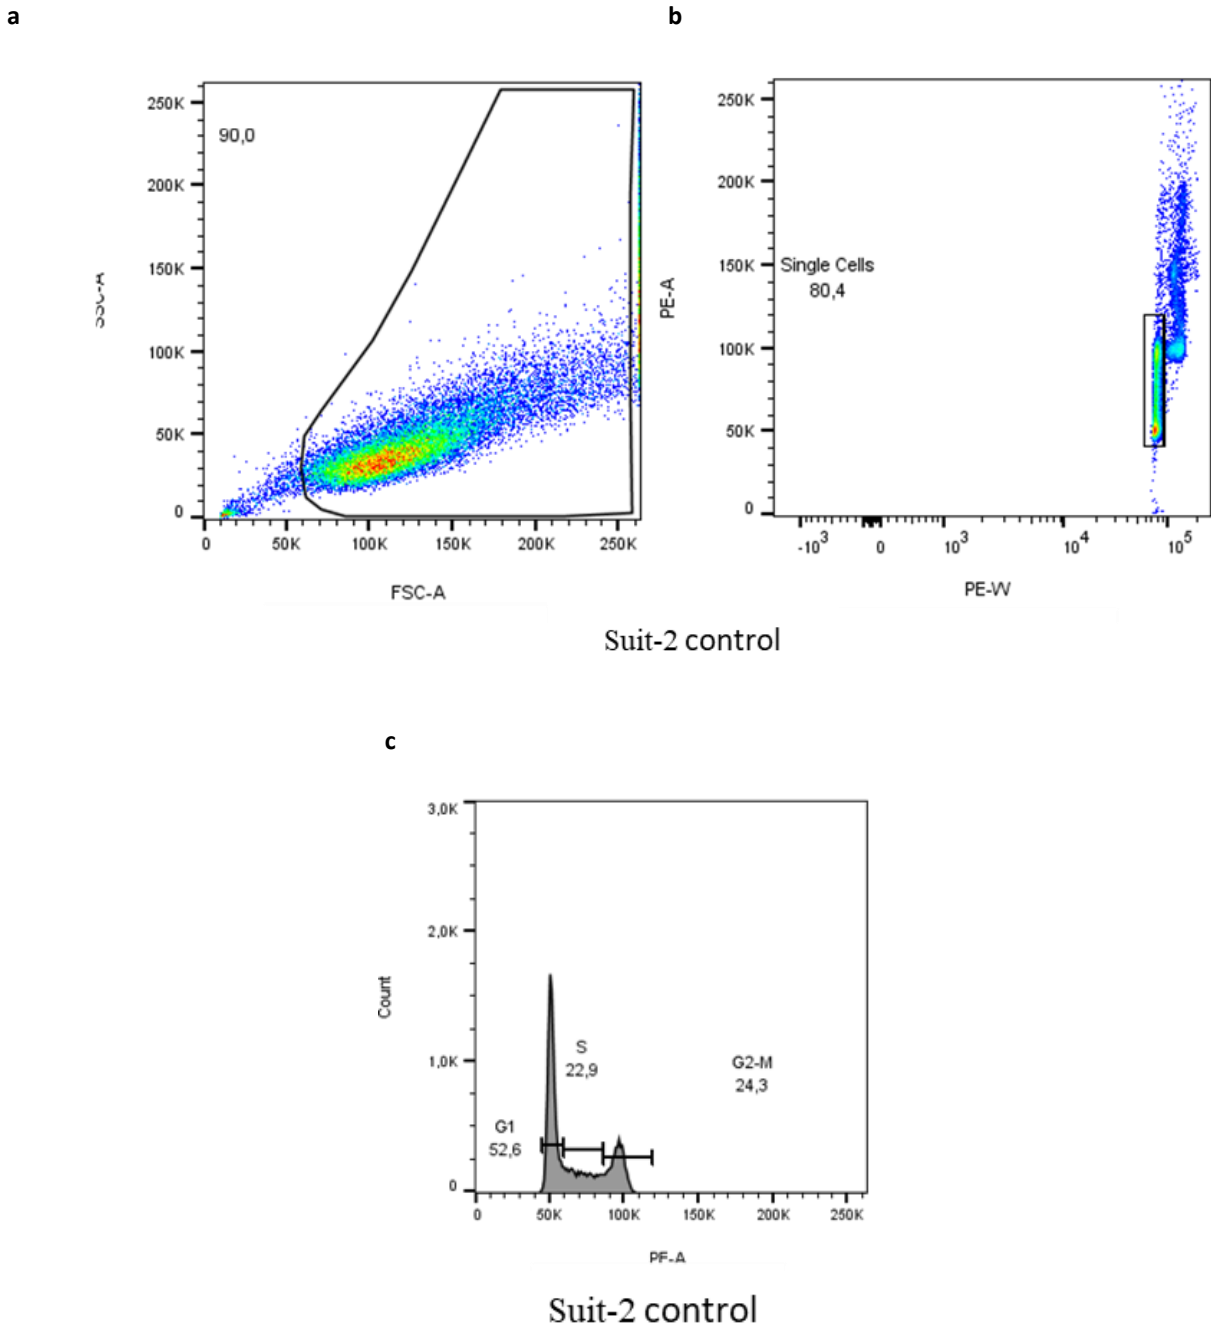 a
b
250K
200K
150K
100K
50K
0
90,0
SSC-A
0 50K 100K 150K 200K 250K
FSC-A
250K
200K
150K
100K
50K
0
Single Cells
80,4
PE-A
-10³ 0 10³ 10⁴ 10⁵
PE-W
Suit-2 control
c
3,0K
2,0K
1,0K
0
Count
G1
52,6
S
22,9
G2-M
24,3
0 50K 100K 150K 200K 250K
PE-A
Suit-2 control